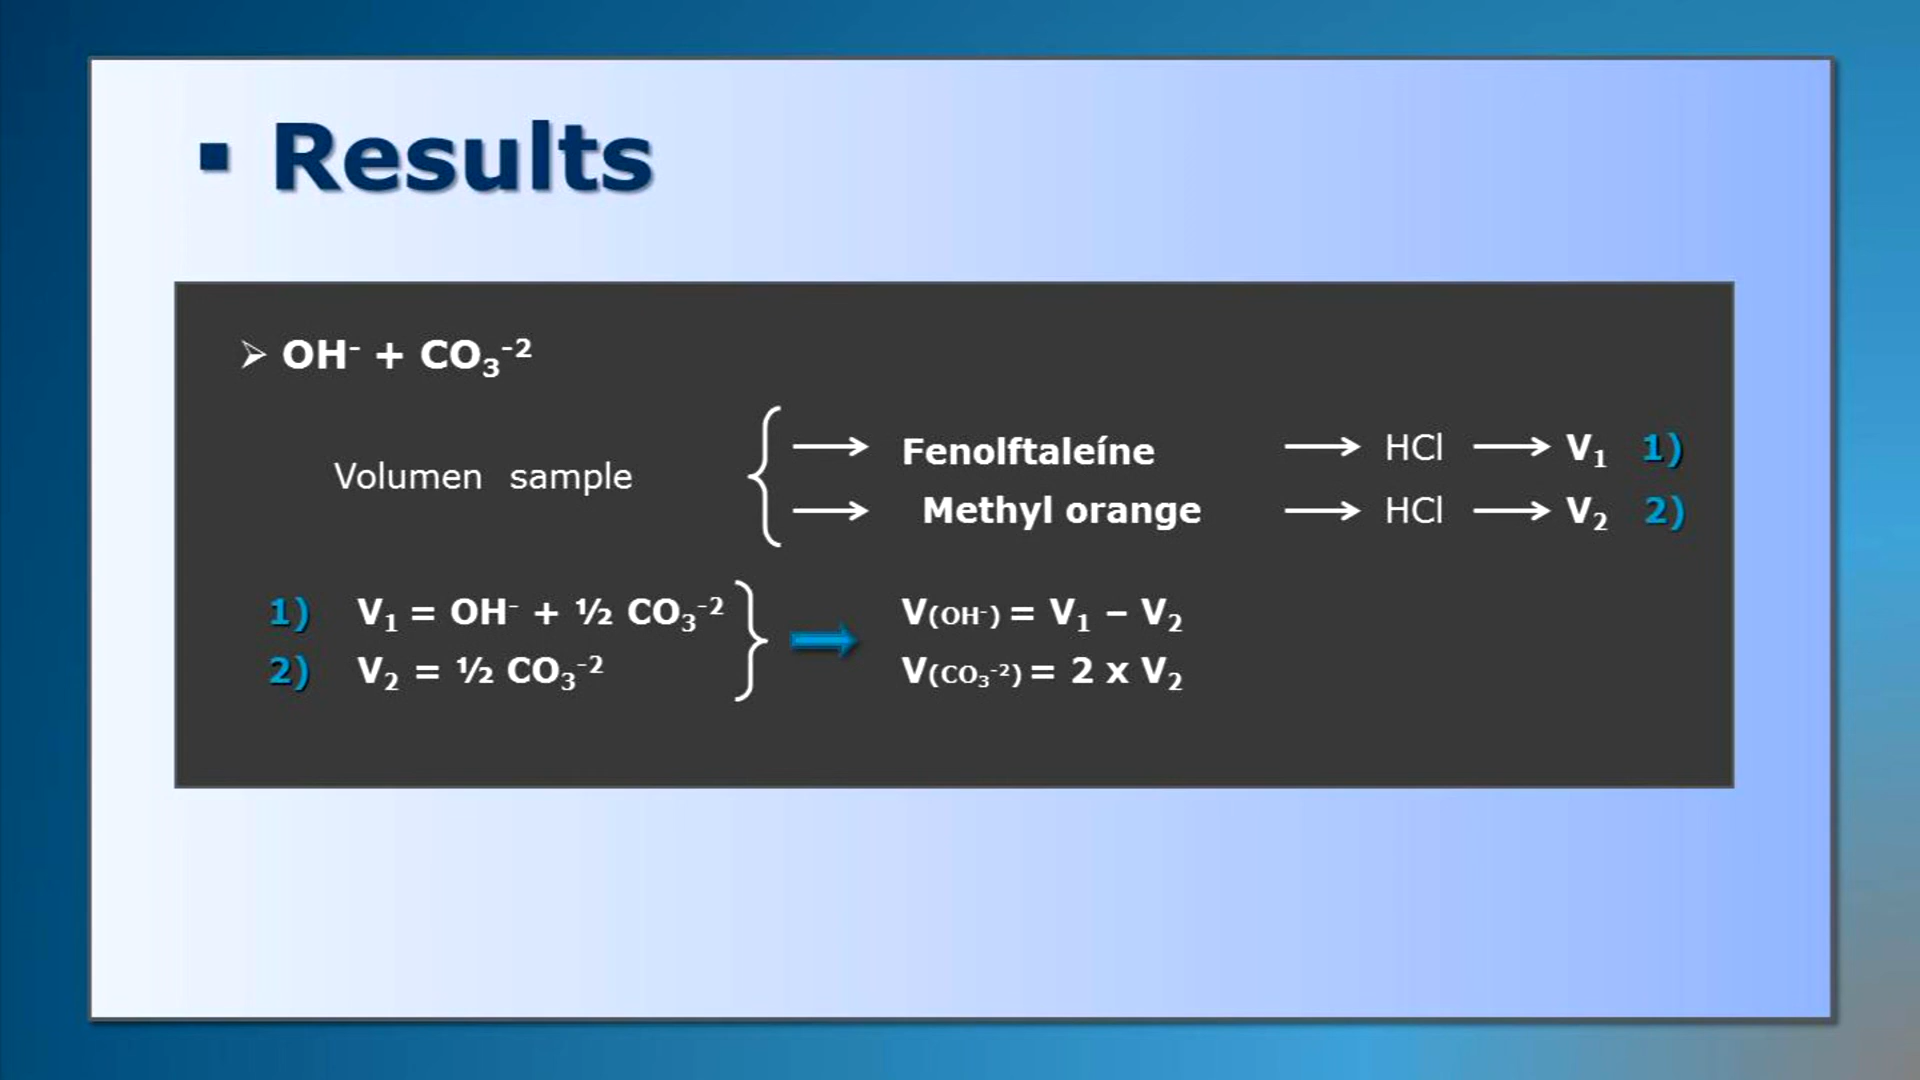 ▪ Results
➢ OH⁻ + CO₃⁻²
Volumen sample
→ Fenolftaleíne → HCl → V₁ 1)
→ Methyl orange → HCl → V₂ 2)
1) V₁ = OH⁻ + ½ CO₃⁻² V(OH⁻) = V₁ – V₂
2) V₂ = ½ CO₃⁻² V(CO₃⁻²) = 2 x V₂